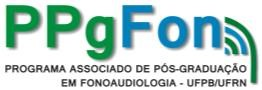 PPgFon
PROGRAMA ASSOCIADO DE PÓS-GRADUAÇÃO
EM FONOAUDIOLOGIA - UFPB/UFRN